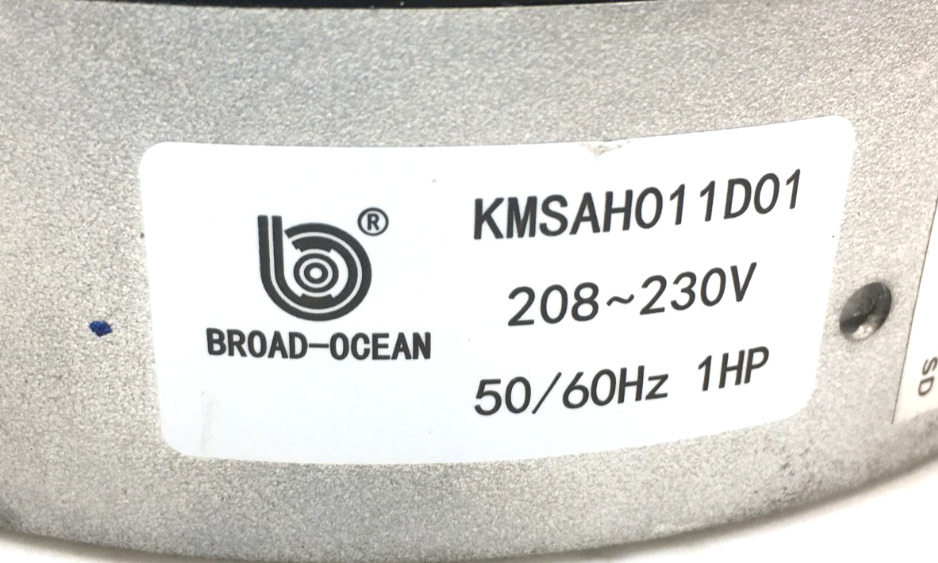 ®
BROAD-OCEAN
KMSAH011D01
208~230V
50/60Hz 1HP
SD